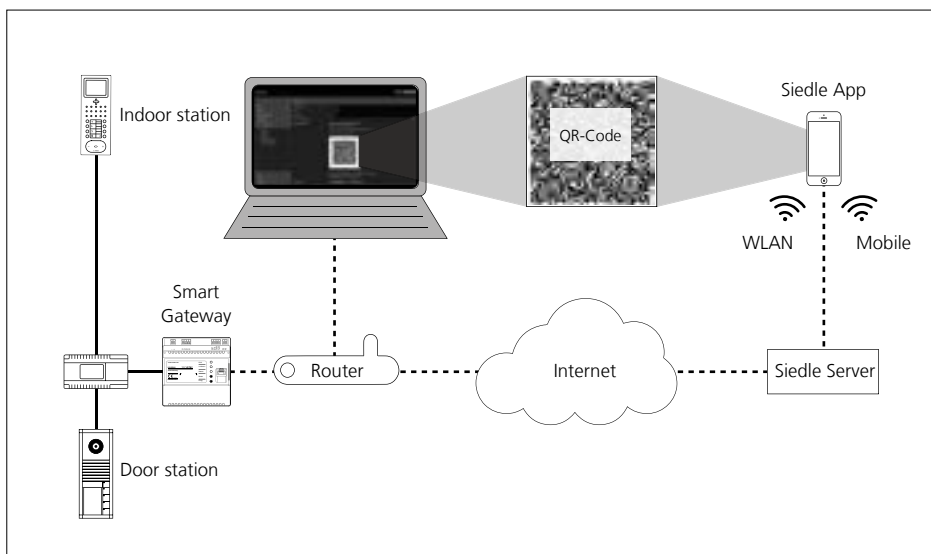 Siedle App
Indoor station
QR-Code
WLAN
Mobile
Smart
Gateway
Router
Internet
Siedle Server
Door station